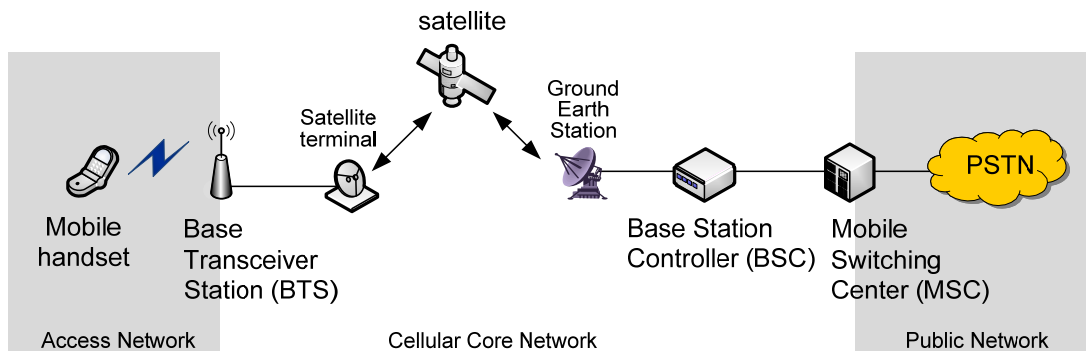 satellite
Ground
Earth
Station
Satellite
terminal
PSTN
Mobile
handset
Base
Transceiver
Station (BTS)
Base Station
Controller (BSC)
Mobile
Switching
Center (MSC)
Access Network
Cellular Core Network
Public Network